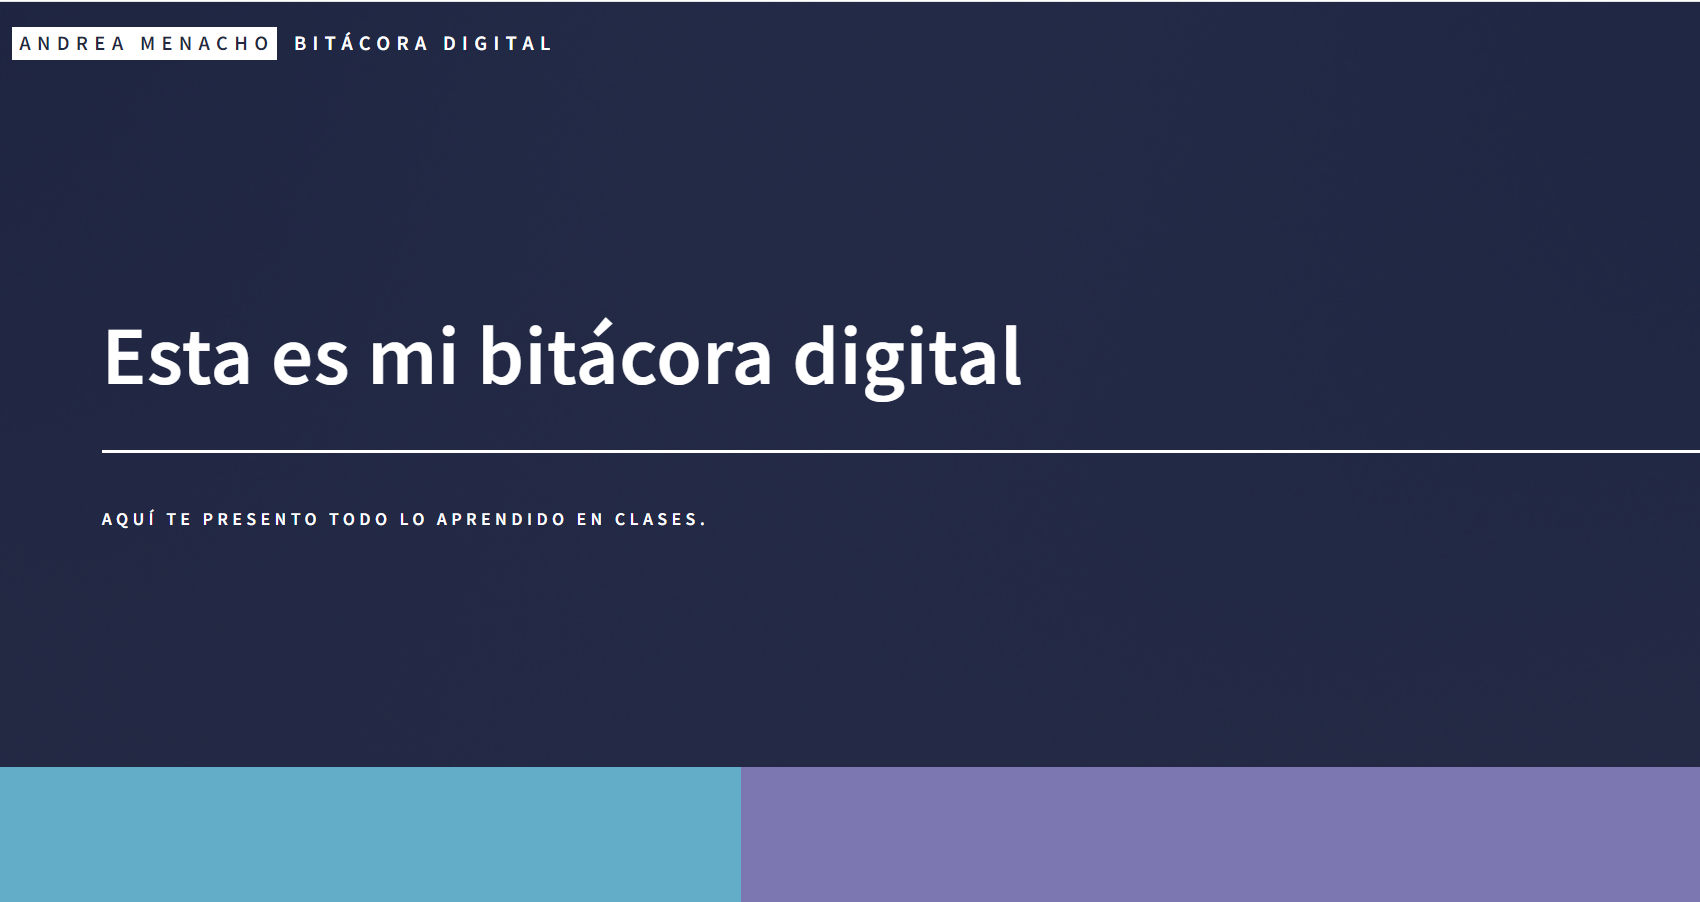 ANDREA MENACHO BITÁCORA DIGITAL
Esta es mi bitácora digital
AQUÍ TE PRESENTO TODO LO APRENDIDO EN CLASES.